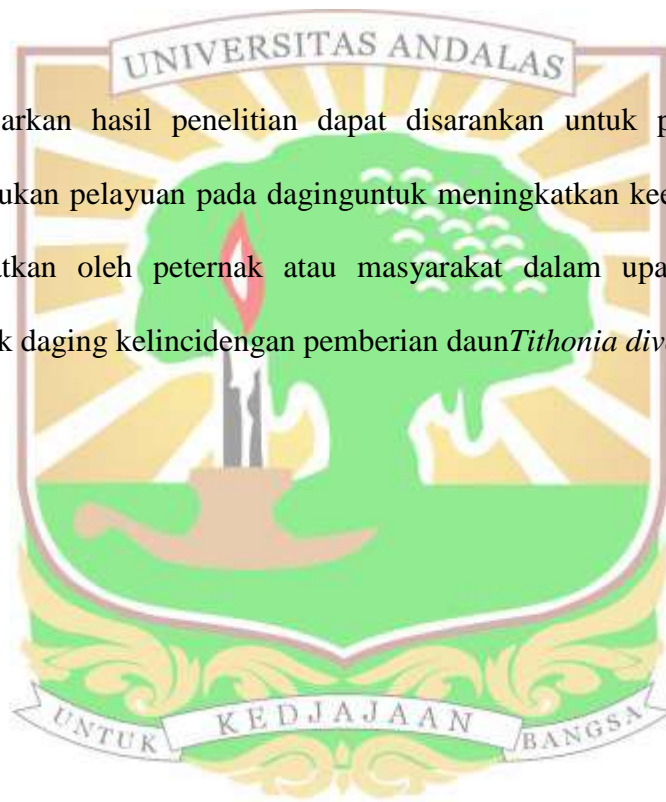 UNIVERSITAS ANDALAS
arkan hasil penelitian dapat disarankan untuk p
ukan pelayuan pada daginguntuk meningkatkan kee
atkan oleh peternak atau masyarakat dalam upa
k daging kelincidengan pemberian daunTithonia div
UNTUK KEDJAJAAN BANGSA